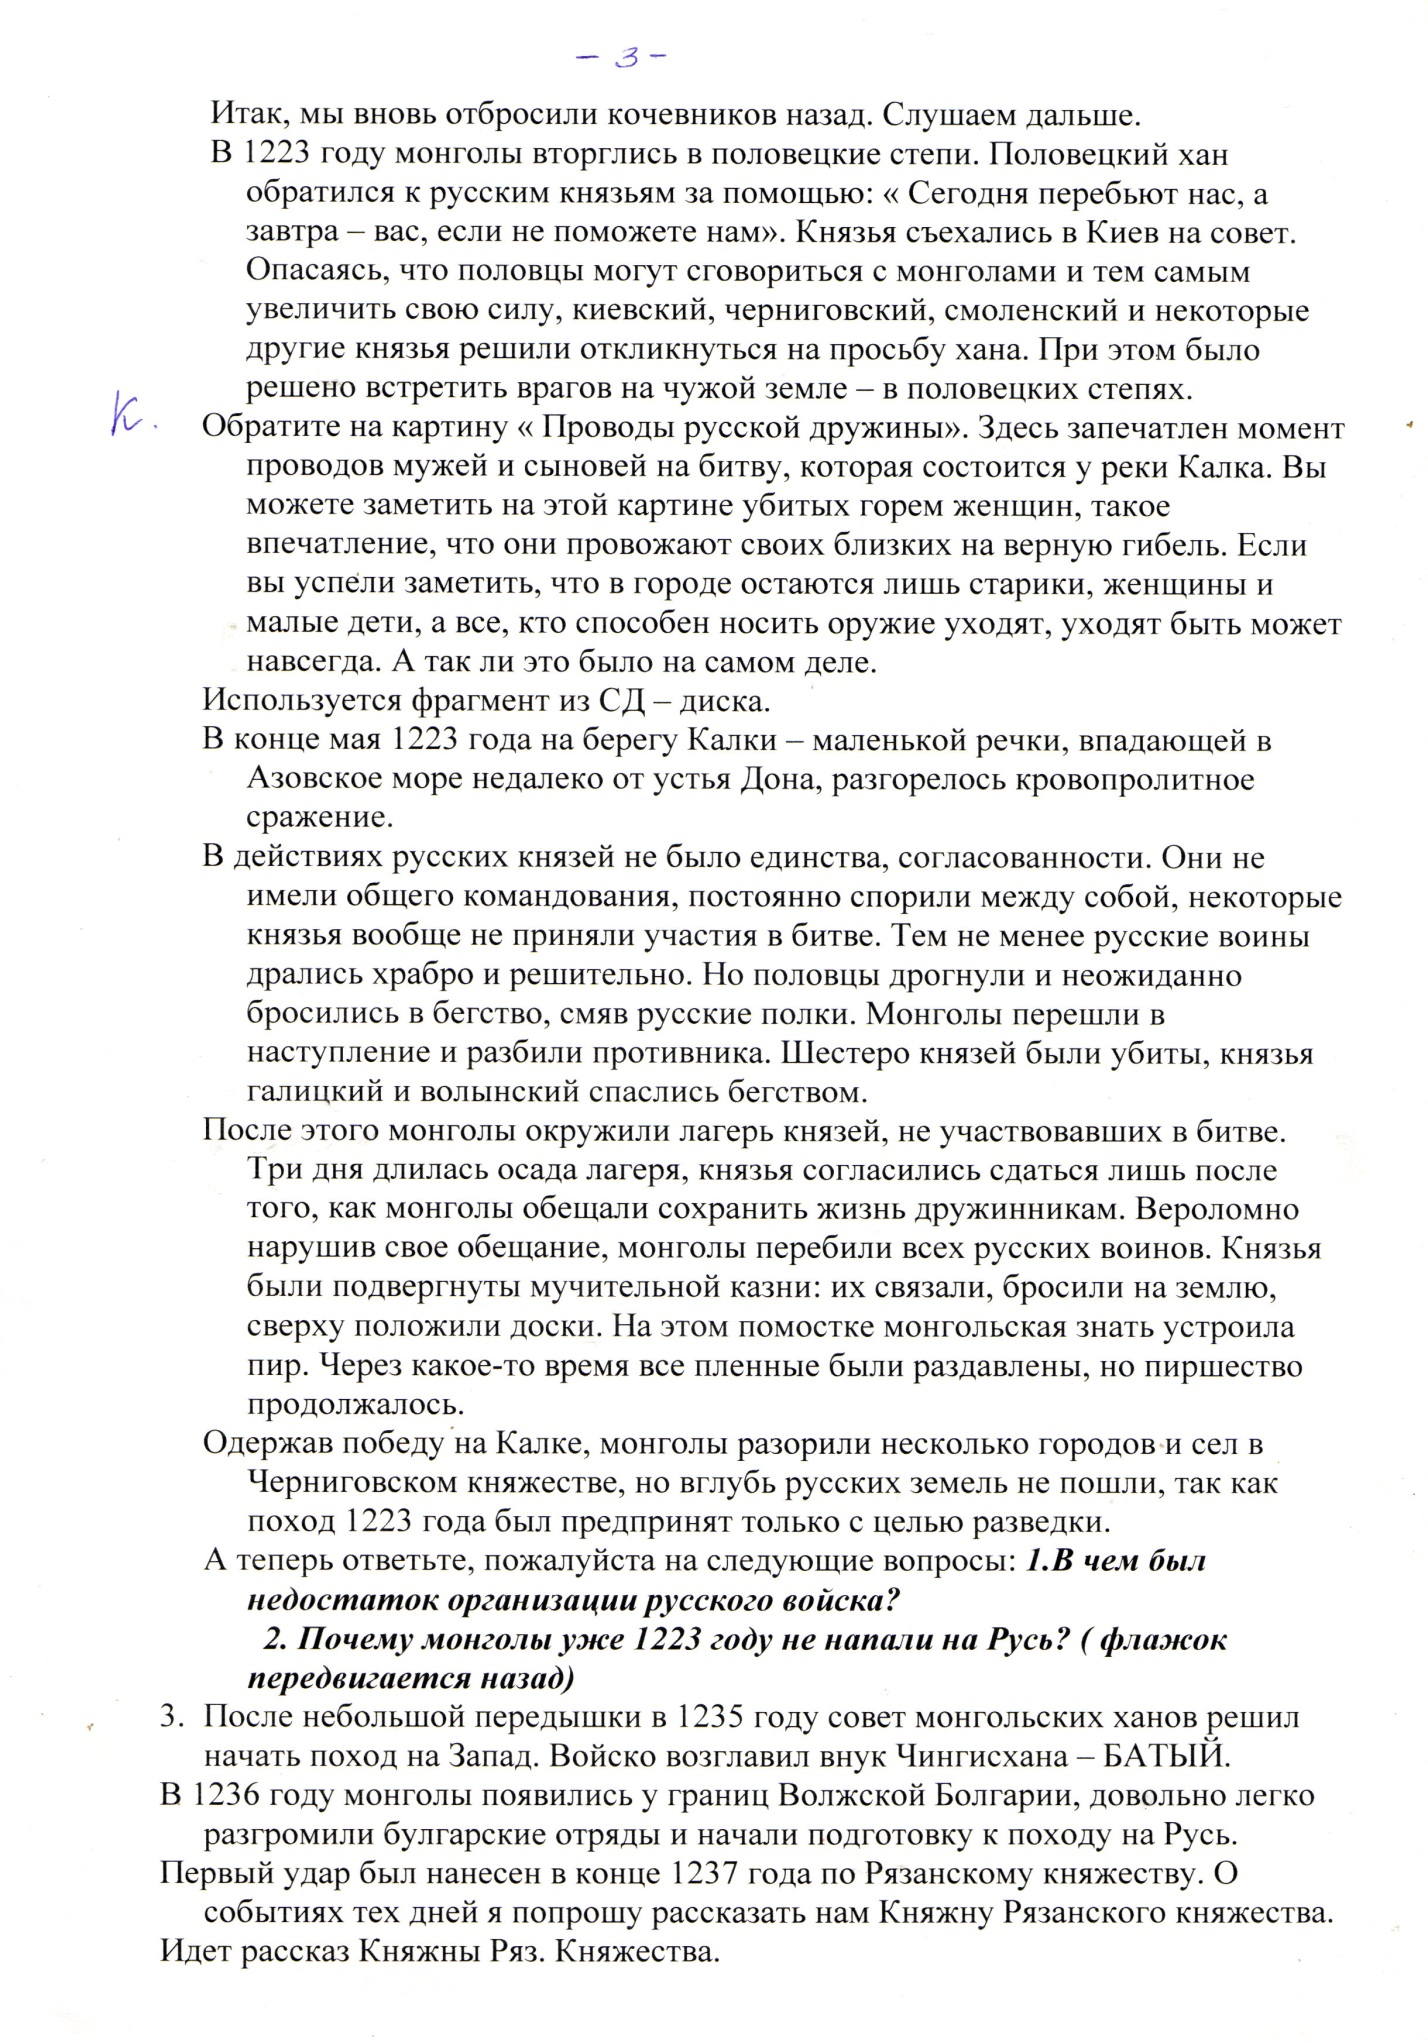 - 3 -
Итак, мы вновь отбросили кочевников назад. Слушаем дальше.
В 1223 году монголы вторглись в половецкие степи. Половецкий хан
обратился к русским князьям за помощью: « Сегодня перебьют нас, а
завтра – вас, если не поможете нам». Князья съехались в Киев на совет.
Опасаясь, что половцы могут сговориться с монголами и тем самым
увеличить свою силу, киевский, черниговский, смоленский и некоторые
другие князья решили откликнуться на просьбу хана. При этом было
решено встретить врагов на чужой земле – в половецких степях.
К.
Обратите на картину « Проводы русской дружины». Здесь запечатлен момент
проводов мужей и сыновей на битву, которая состоится у реки Калка. Вы
можете заметить на этой картине убитых горем женщин, такое
впечатление, что они провожают своих близких на верную гибель. Если
вы успели заметить, что в городе остаются лишь старики, женщины и
малые дети, а все, кто способен носить оружие уходят, уходят быть может
навсегда. А так ли это было на самом деле.
Используется фрагмент из СД – диска.
В конце мая 1223 года на берегу Калки – маленькой речки, впадающей в
Азовское море недалеко от устья Дона, разгорелось кровопролитное
сражение.
В действиях русских князей не было единства, согласованности. Они не
имели общего командования, постоянно спорили между собой, некоторые
князья вообще не приняли участия в битве. Тем не менее русские воины
дрались храбро и решительно. Но половцы дрогнули и неожиданно
бросились в бегство, смяв русские полки. Монголы перешли в
наступление и разбили противника. Шестеро князей были убиты, князья
галицкий и волынский спаслись бегством.
После этого монголы окружили лагерь князей, не участвовавших в битве.
Три дня длилась осада лагеря, князья согласились сдаться лишь после
того, как монголы обещали сохранить жизнь дружинникам. Вероломно
нарушив свое обещание, монголы перебили всех русских воинов. Князья
были подвергнуты мучительной казни: их связали, бросили на землю,
сверху положили доски. На этом помостке монгольская знать устроила
пир. Через какое-то время все пленные были раздавлены, но пиршество
продолжалось.
Одержав победу на Калке, монголы разорили несколько городов и сел в
Черниговском княжестве, но вглубь русских земель не пошли, так как
поход 1223 года был предпринят только с целью разведки.
А теперь ответьте, пожалуйста на следующие вопросы: 1.В чем был
недостаток организации русского войска?
2. Почему монголы уже 1223 году не напали на Русь? ( флажок
передвигается назад)
3. После небольшой передышки в 1235 году совет монгольских ханов решил
начать поход на Запад. Войско возглавил внук Чингисхана – БАТЫЙ.
В 1236 году монголы появились у границ Волжской Болгарии, довольно легко
разгромили булгарские отряды и начали подготовку к походу на Русь.
Первый удар был нанесен в конце 1237 года по Рязанскому княжеству. О
событиях тех дней я попрошу рассказать нам Княжну Рязанского княжества.
Идет рассказ Княжны Ряз. Княжества.